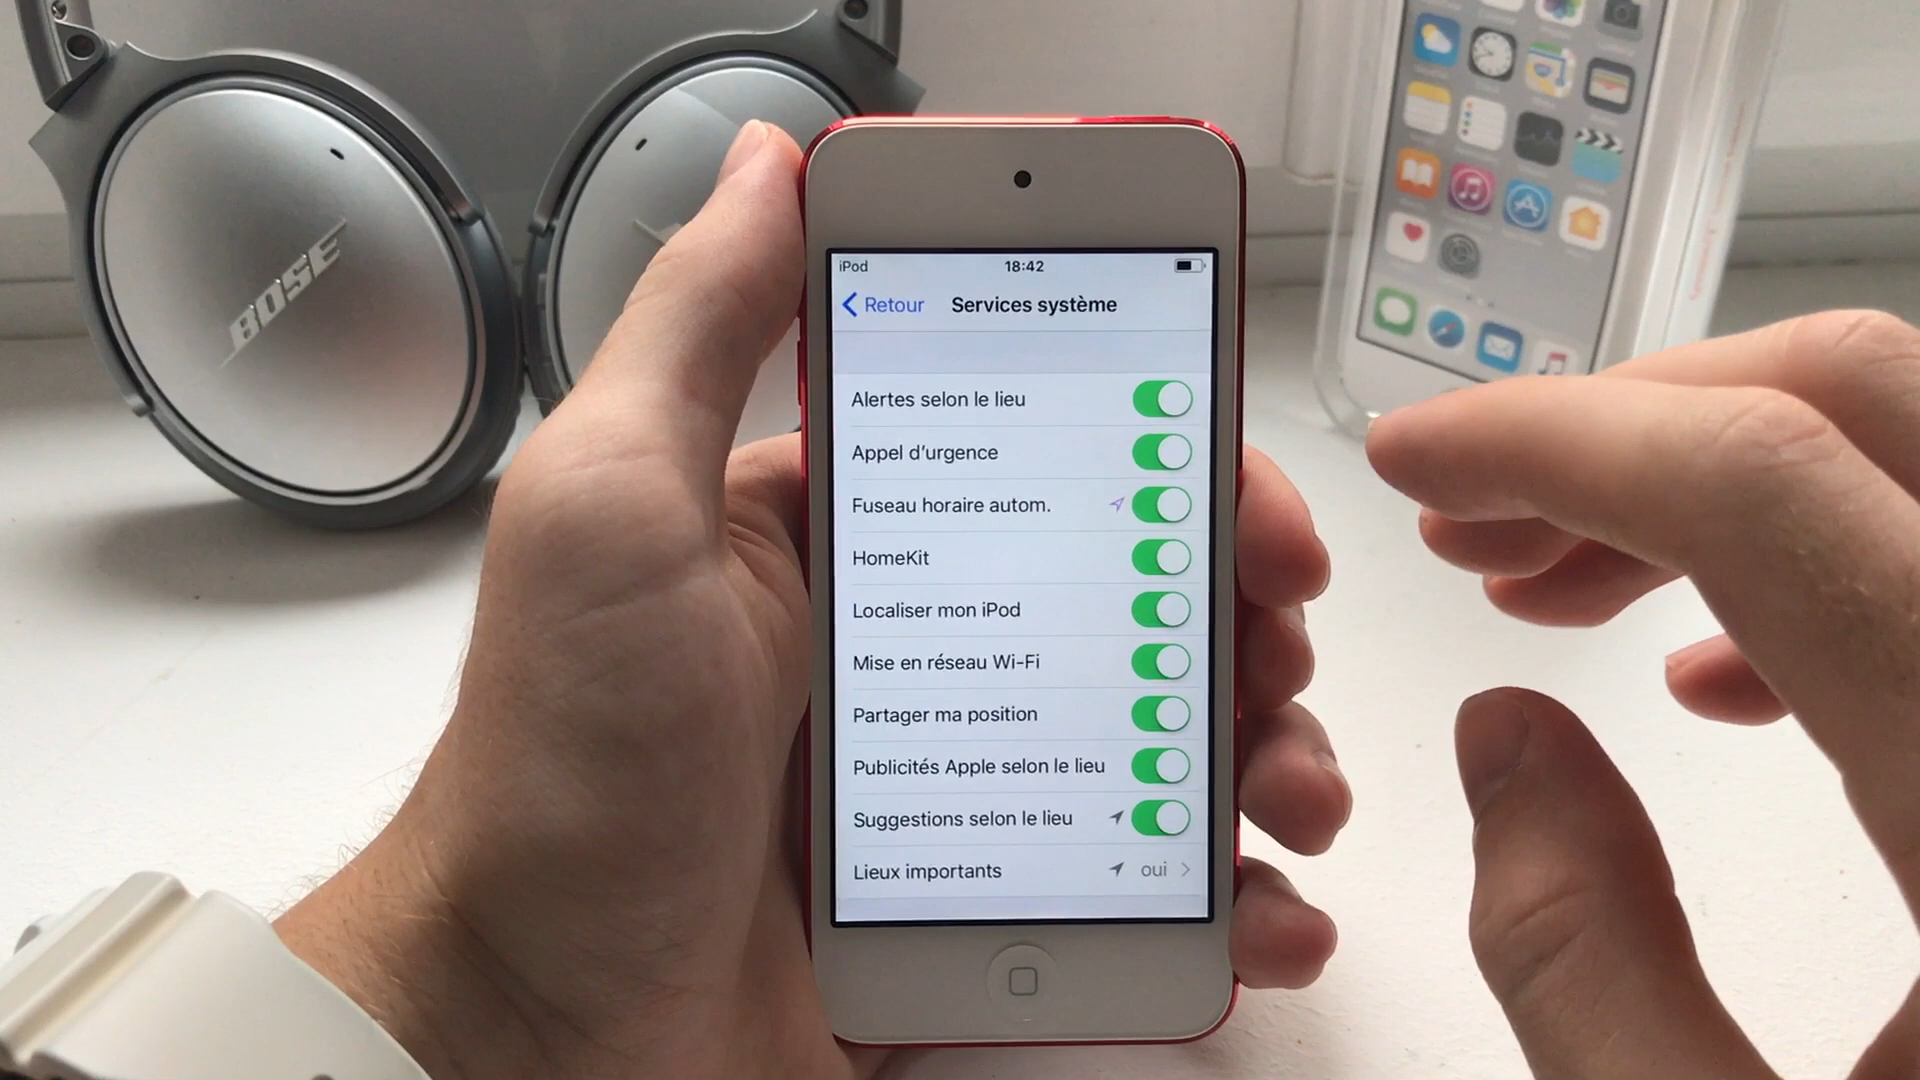 BOSE
iPod
18:42
Retour
Services système
Alertes selon le lieu
Appel d'urgence
Fuseau horaire autom.
HomeKit
Localiser mon iPod
Mise en réseau Wi-Fi
Partager ma position
Publicités Apple selon le lieu
Suggestions selon le lieu
Lieux importants
oui